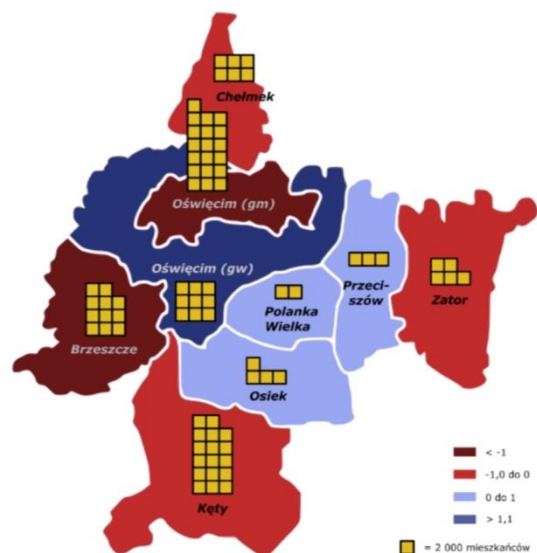 Chełmek
Oświęcim (gm)
Oświęcim (gw)
Przeci-
szów
Zator
Polanka
Wielka
Brzeszcze
Osiek
Kęty
< -1
-1,0 do 0
0 do 1
> 1,1
= 2 000 mieszkańców